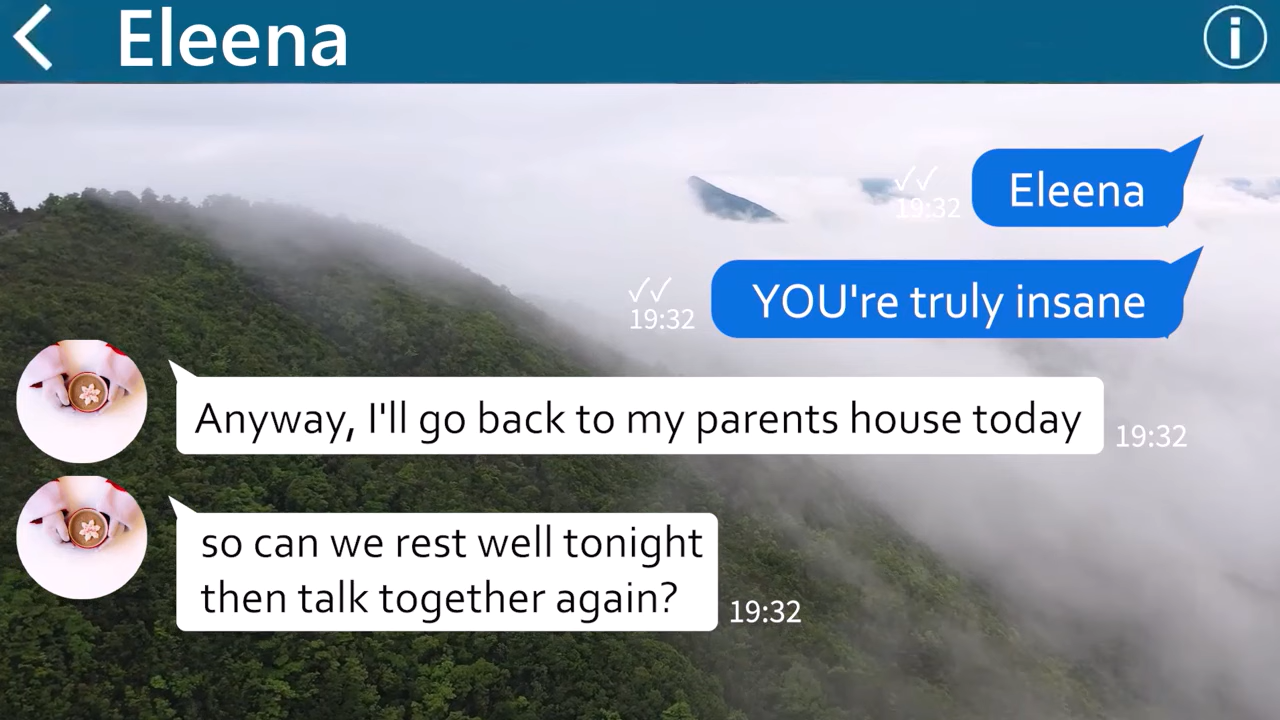 Eleena
Eleena
19:32
YOU're truly insane
19:32
Anyway, I'll go back to my parents house today
19:32
so can we rest well tonight
then talk together again?
19:32